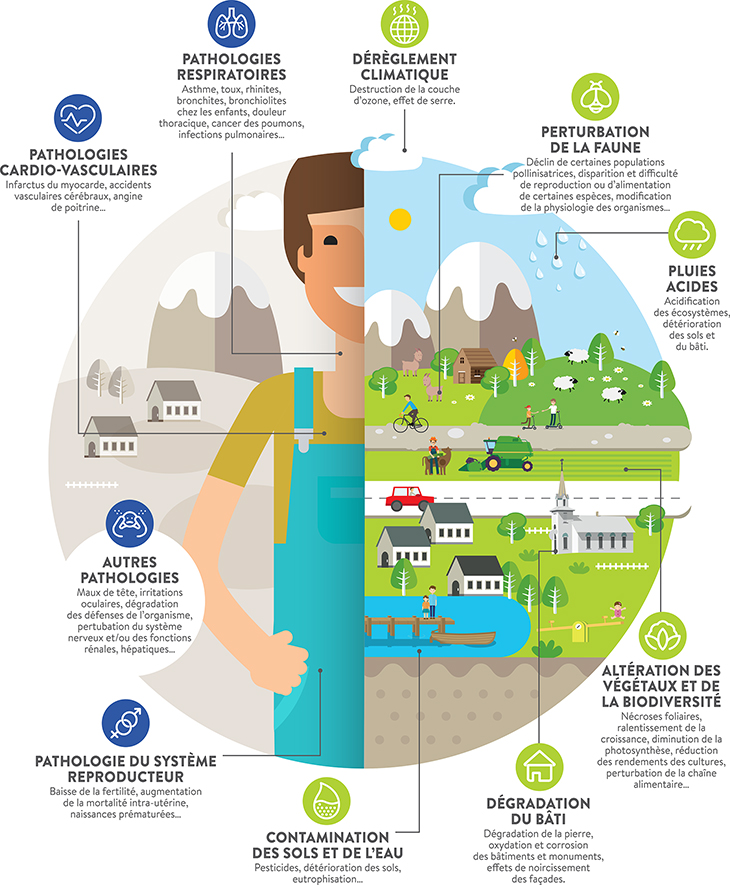 PATHOLOGIES
RESPIRATOIRES
Asthme, toux, rhinites,
bronchites, bronchiolites
chez les enfants, douleur
thoracique, cancer des poumons,
infections pulmonaires...
DÉRÈGLEMENT
CLIMATIQUE
Destruction de la couche
d'ozone, effet de serre.
PERTURBATION
DE LA FAUNE
Déclin de certaines populations
pollinisatrices, disparition et difficulté
de reproduction ou d'alimentation
de certaines espèces, modification
de la physiologie des organismes...
PATHOLOGIES
CARDIO-VASCULAIRES
Infarctus du myocarde, accidents
vasculaires cérébraux, angine
de poitrine...
PLUIES
ACIDES
Acidification
des écosystèmes,
détérioration
des sols et
du bâti.
AUTRES
PATHOLOGIES
Maux de tête, irritations
oculaires, dégradation
des défenses de l'organisme,
pertubation du système
nerveux et/ou des fonctions
rénales, hépatiques...
ALTÉRATION DES
VÉGÉTAUX ET DE
LA BIODIVERSITÉ
Nécroses foliaires,
ralentissement de la
croissance, diminution de la
photosynthèse, réduction
des rendements des cultures,
perturbation de la chaîne
alimentaire...
PATHOLOGIE DU SYSTÈME
REPRODUCTEUR
Baisse de la fertilité, augmentation
de la mortalité intra-utérine,
naissances prématurées...
CONTAMINATION
DES SOLS ET DE L'EAU
Pesticides, détérioration des sols,
eutrophisation...
DÉGRADATION
DU BÂTI
Dégradation de la pierre,
oxydation et corrosion
des bâtiments et monuments,
effets de noircissement
des façades.